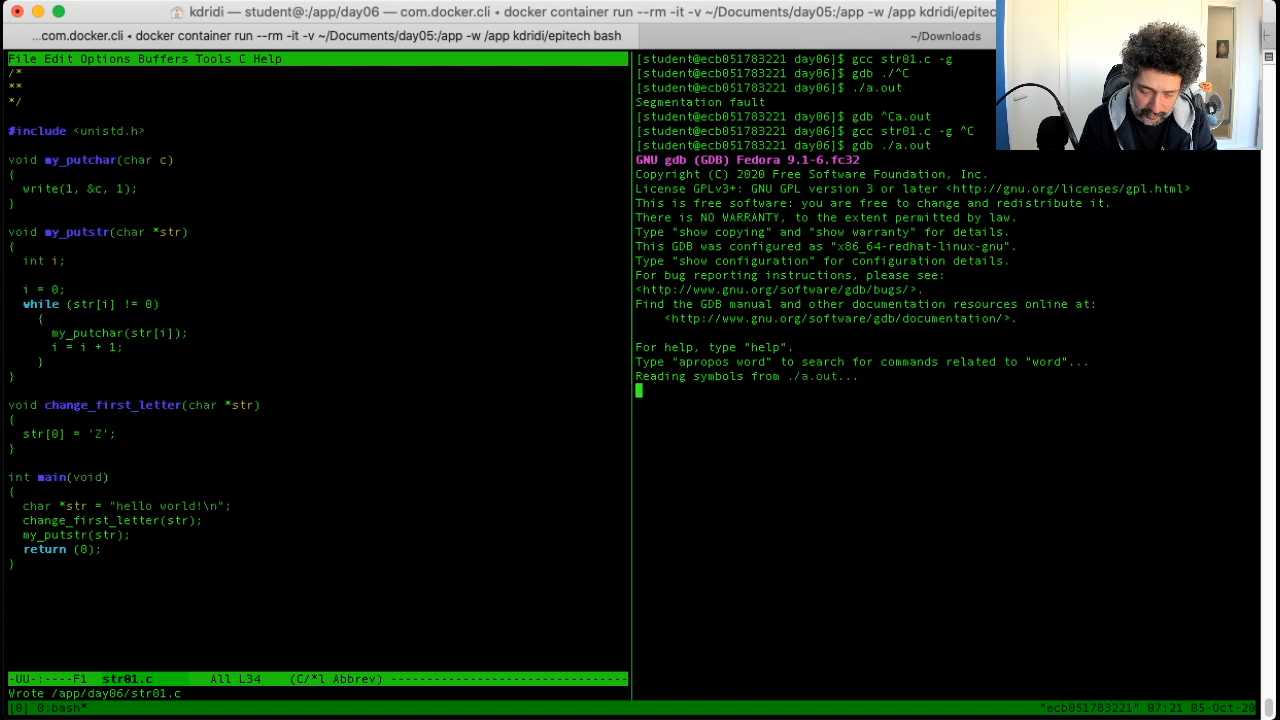 kdridi — student@:/app/day06 — com.docker.cli ◂ docker container run --rm -it -v ~/Documents/day05:/app -w /app kdridi/epitec
...com.docker.cli ◂ docker container run --rm -it -v ~/Documents/day05:/app -w /app kdridi/epitech bash
~/Downloads
File Edit Options Buffers Tools C Help
/*
**
*/
#include <unistd.h>
void my_putchar(char c)
{
write(1, &c, 1);
}
void my_putstr(char *str)
{
int i;
i = 0;
while (str[i] != 0)
{
my_putchar(str[i]);
i = i + 1;
}
}
void change_first_letter(char *str)
{
str[0] = 'Z';
}
int main(void)
{
char *str = "hello world!\n";
change_first_letter(str);
my_putstr(str);
return (0);
}
-UU-:----F1  str01.c  All L34  (C/*l Abbrev) ---------------------------------
Wrote /app/day06/str01.c
[student@ecb051783221 day06]$ gcc str01.c -g
[student@ecb051783221 day06]$ gdb ./^C
[student@ecb051783221 day06]$ ./a.out
Segmentation fault
[student@ecb051783221 day06]$ gdb ^Ca.out
[student@ecb051783221 day06]$ gcc str01.c -g ^C
[student@ecb051783221 day06]$ gdb ./a.out
GNU gdb (GDB) Fedora 9.1-6.fc32
Copyright (C) 2020 Free Software Foundation, Inc.
License GPLv3+: GNU GPL version 3 or later <http://gnu.org/licenses/gpl.html>
This is free software: you are free to change and redistribute it.
There is NO WARRANTY, to the extent permitted by law.
Type "show copying" and "show warranty" for details.
This GDB was configured as "x86_64-redhat-linux-gnu".
Type "show configuration" for configuration details.
For bug reporting instructions, please see:
<http://www.gnu.org/software/gdb/bugs/>.
Find the GDB manual and other documentation resources online at:
<http://www.gnu.org/software/gdb/documentation/>.
For help, type "help".
Type "apropos word" to search for commands related to "word"...
Reading symbols from ./a.out...
[0] 0:bash*
"ecb051783221" 07:21 05-Oct-20